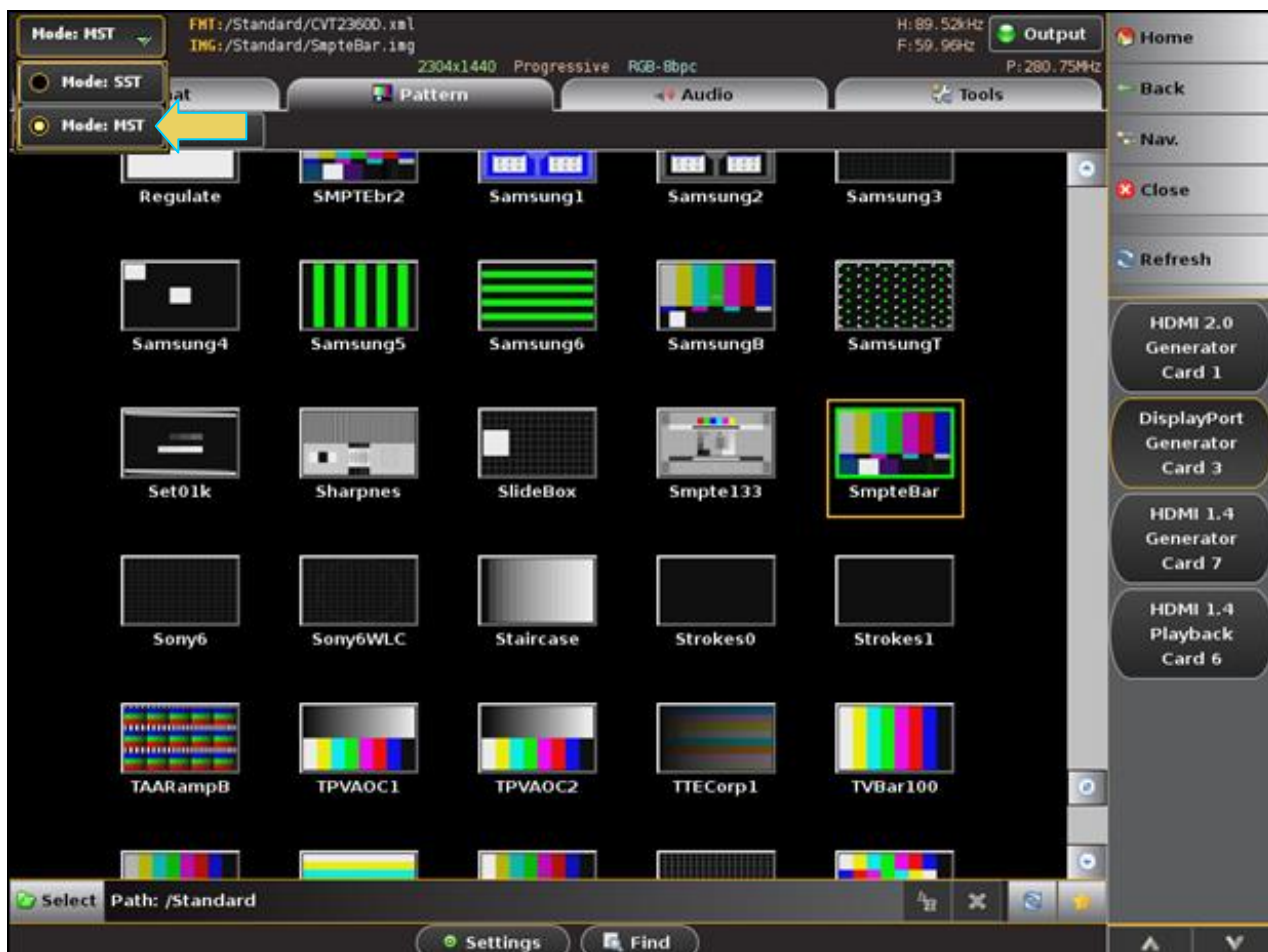 Mode: MST
FMT:/Standard/CVT2360D.xml
IMG:/Standard/SmpteBar.img
2304x1440 Progressive RGB-8bpc
H:89.52kHz
F:59.96Hz
P:280.75MHz
Output
Mode: SST
Mode: MST
at
Pattern
Audio
Tools
Regulate
SMPTEbr2
Samsung1
Samsung2
Samsung3
Samsung4
Samsung5
Samsung6
SamsungB
SamsungT
Set01k
Sharpnes
SlideBox
Smpte133
SmpteBar
Sony6
Sony6WLC
Staircase
Strokes0
Strokes1
TAARampB
TPVAOC1
TPVAOC2
TTECorp1
TVBar100
Select Path: /Standard
Settings
Find
Home
Back
Nav.
Close
Refresh
HDMI 2.0
Generator
Card 1
DisplayPort
Generator
Card 3
HDMI 1.4
Generator
Card 7
HDMI 1.4
Playback
Card 6